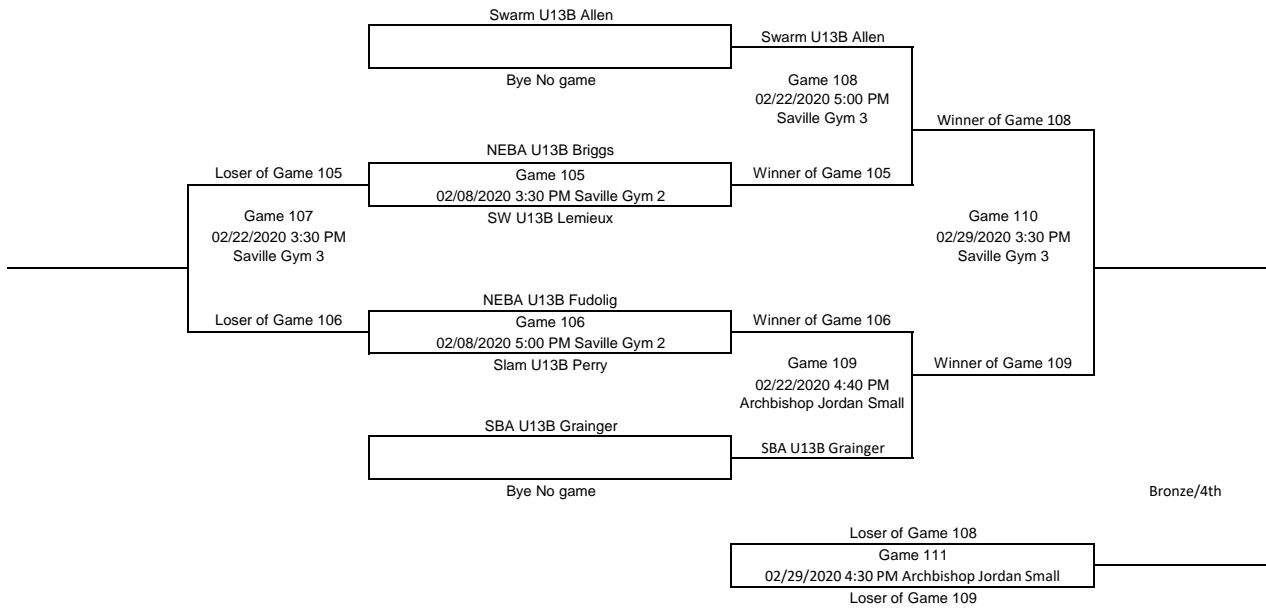 Swarm U13B Allen
Swarm U13B Allen
Bye No game
Game 108
02/22/2020 5:00 PM
Saville Gym 3
Winner of Game 108
NEBA U13B Briggs
Loser of Game 105
Game 105
Winner of Game 105
02/08/2020 3:30 PM Saville Gym 2
SW U13B Lemieux
Game 107
02/22/2020 3:30 PM
Saville Gym 3
Game 110
02/29/2020 3:30 PM
Saville Gym 3
NEBA U13B Fudolig
Loser of Game 106
Game 106
Winner of Game 106
02/08/2020 5:00 PM Saville Gym 2
Slam U13B Perry
Game 109
02/22/2020 4:40 PM
Archbishop Jordan Small
Winner of Game 109
SBA U13B Grainger
SBA U13B Grainger
Bye No game
Bronze/4th
Loser of Game 108
Game 111
02/29/2020 4:30 PM Archbishop Jordan Small
Loser of Game 109